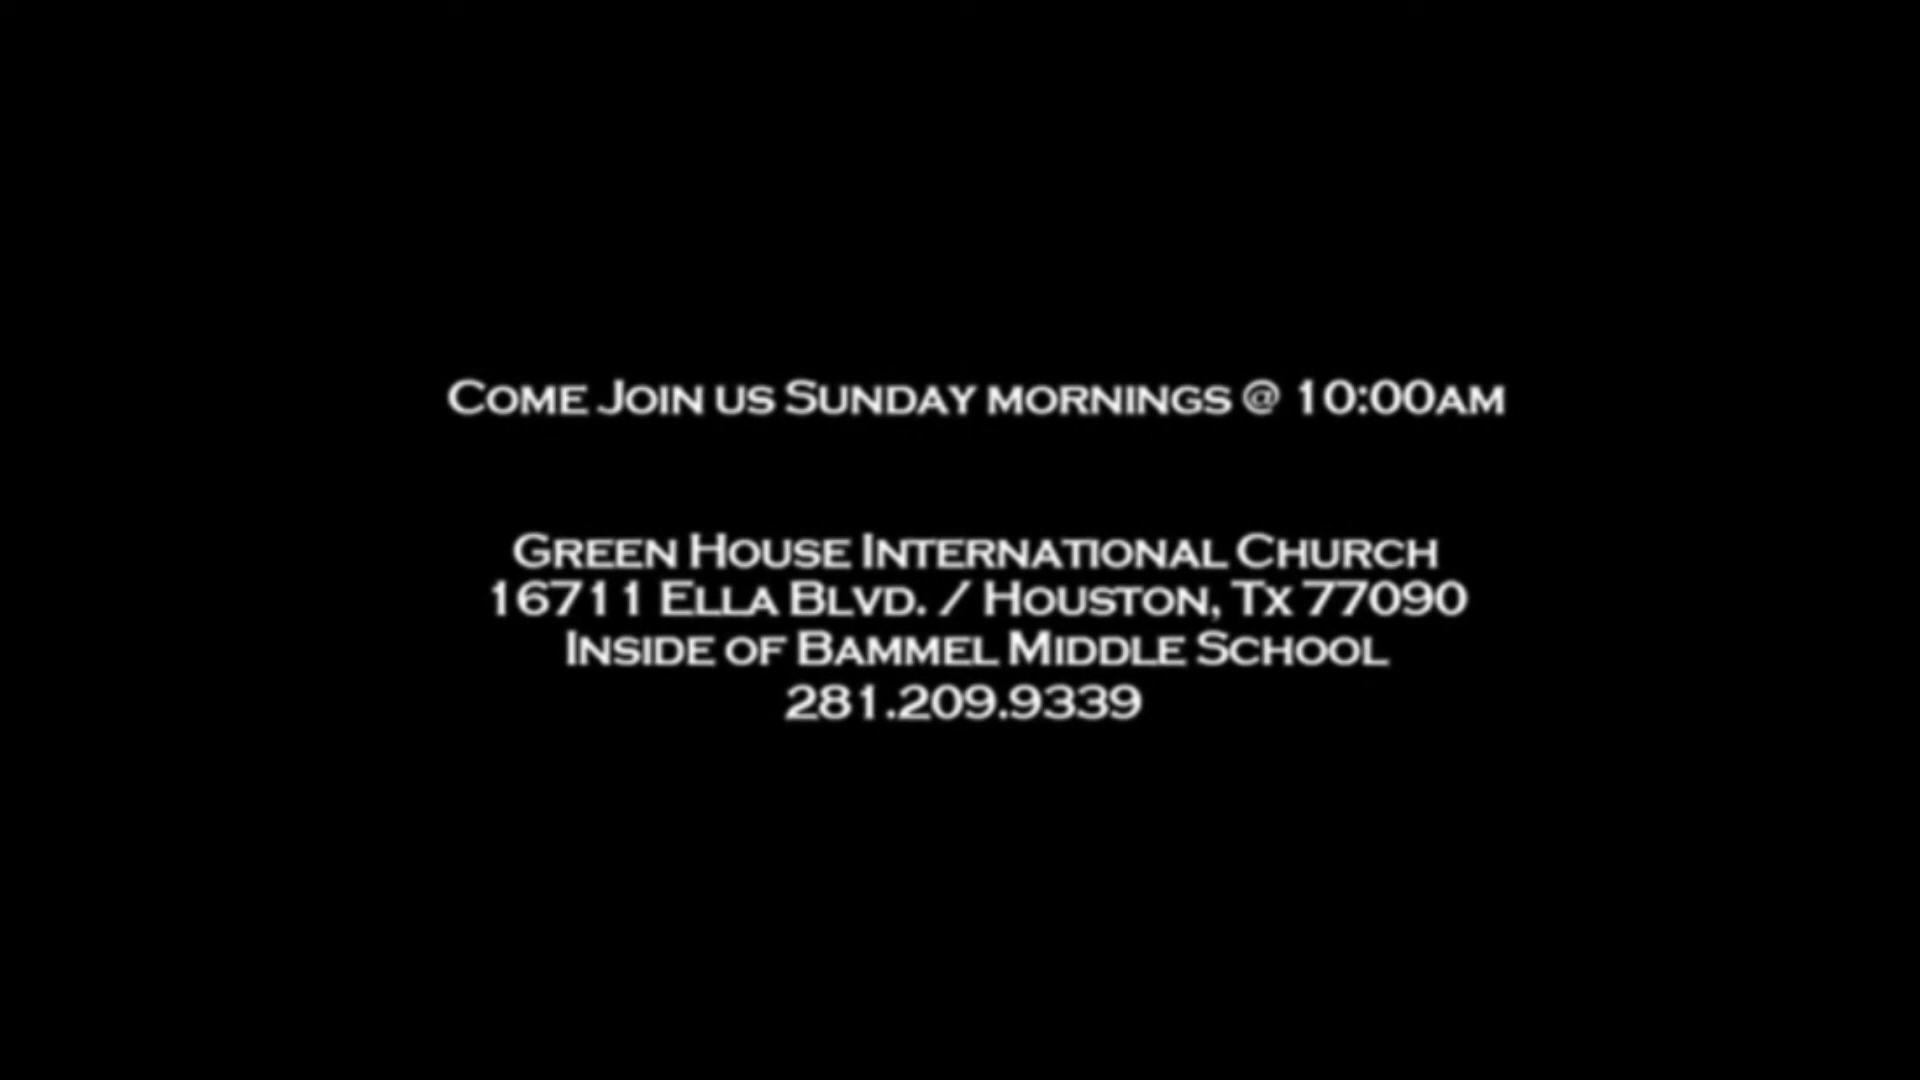 Come Join us Sunday mornings @ 10:00am
Green House International Church
16711 Ella Blvd. / Houston, Tx 77090
Inside of Bammel Middle School
281.209.9339